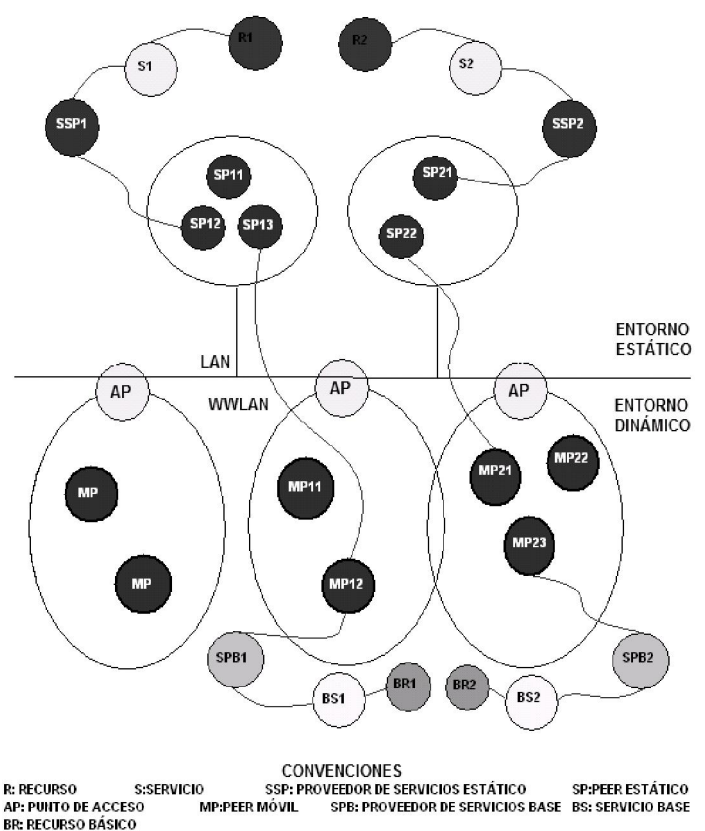 R1 R2
S1 S2
SSP1 SSP2
SP11 SP21
SP12 SP13 SP22
ENTORNO
ESTÁTICO
LAN
AP AP AP
WWLAN ENTORNO
DINÁMICO
MP MP11 MP21 MP22
MP23
MP MP12
SPB1 SPB2
BS1 BR1 BR2 BS2
CONVENCIONES
R: RECURSO S:SERVICIO SSP: PROVEEDOR DE SERVICIOS ESTÁTICO SP:PEER ESTÁTICO
AP: PUNTO DE ACCESO MP:PEER MÓVIL SPB: PROVEEDOR DE SERVICIOS BASE BS: SERVICIO BASE
BR: RECURSO BÁSICO